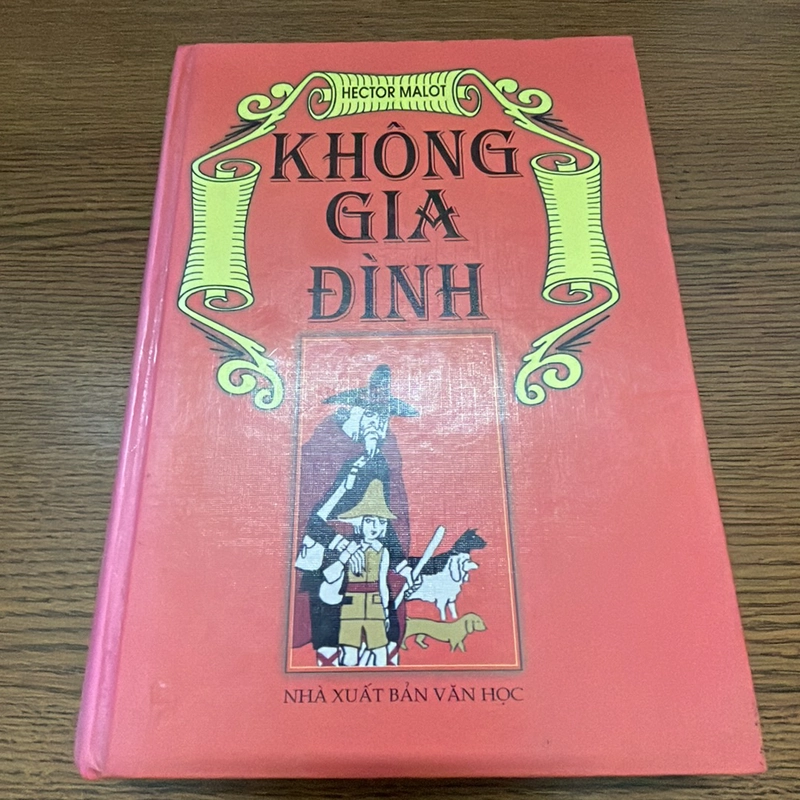 HECTOR MALOT
KHÔNG
GIA
ĐÌNH
NHÀ XUẤT BẢN VĂN HỌC